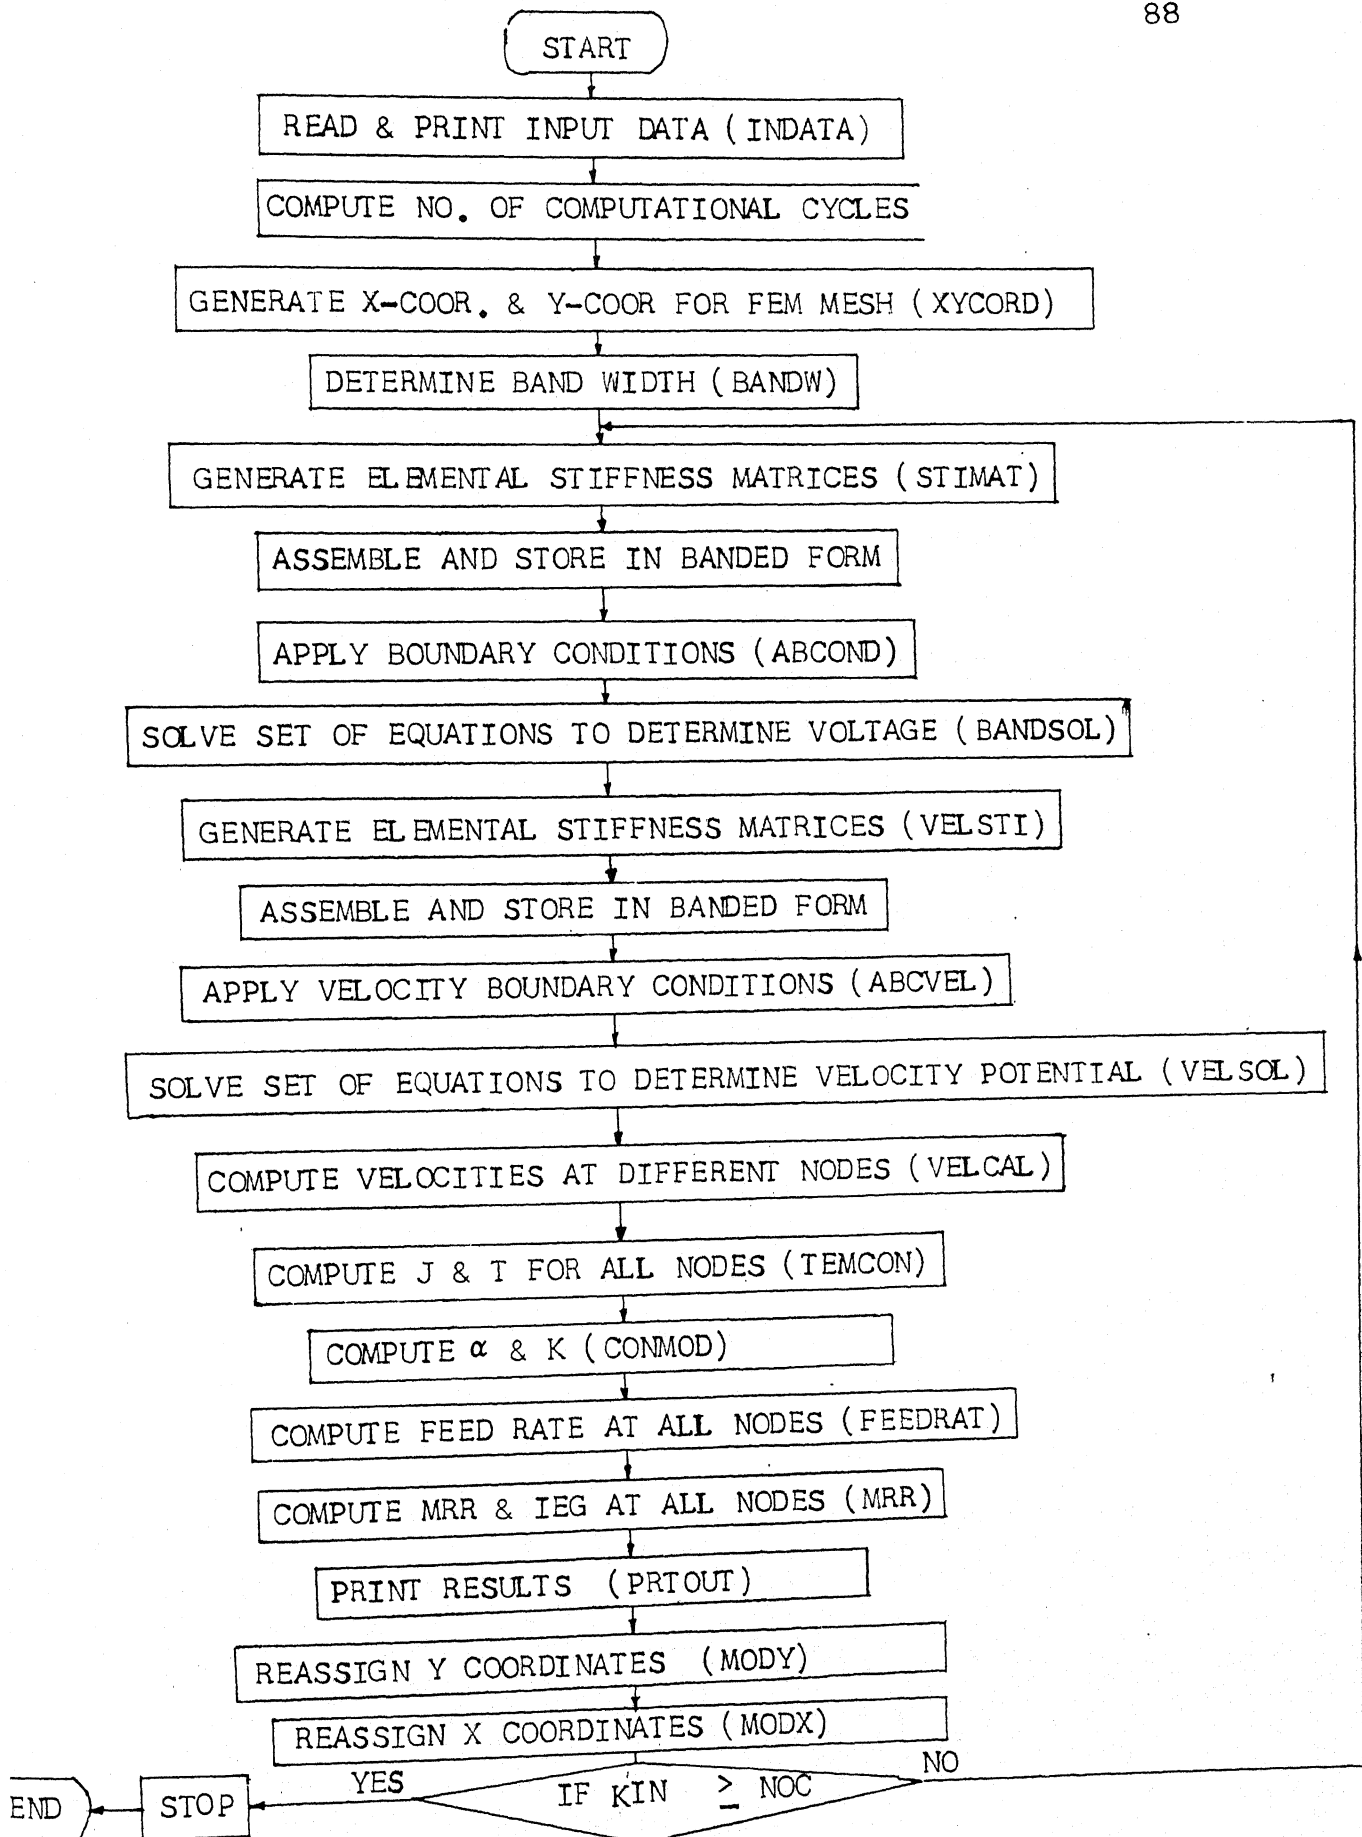 88
START
READ & PRINT INPUT DATA (INDATA)
COMPUTE NO. OF COMPUTATIONAL CYCLES
GENERATE X-COOR. & Y-COOR FOR FEM MESH (XYCORD)
DETERMINE BAND WIDTH (BANDW)
GENERATE ELEMENTAL STIFFNESS MATRICES (STIMAT)
ASSEMBLE AND STORE IN BANDED FORM
APPLY BOUNDARY CONDITIONS (ABCOND)
SOLVE SET OF EQUATIONS TO DETERMINE VOLTAGE (BANDSOL)
GENERATE ELEMENTAL STIFFNESS MATRICES (VELSTI)
ASSEMBLE AND STORE IN BANDED FORM
APPLY VELOCITY BOUNDARY CONDITIONS (ABCVEL)
SOLVE SET OF EQUATIONS TO DETERMINE VELOCITY POTENTIAL (VELSOL)
COMPUTE VELOCITIES AT DIFFERENT NODES (VELCAL)
COMPUTE J & T FOR ALL NODES (TEMCON)
COMPUTE α & K (CONMOD)
COMPUTE FEED RATE AT ALL NODES (FEEDRAT)
COMPUTE MRR & IEG AT ALL NODES (MRR)
PRINT RESULTS (PRTOUT)
REASSIGN Y COORDINATES (MODY)
REASSIGN X COORDINATES (MODX)
IF KIN ≥ NOC
YES
NO
STOP
END